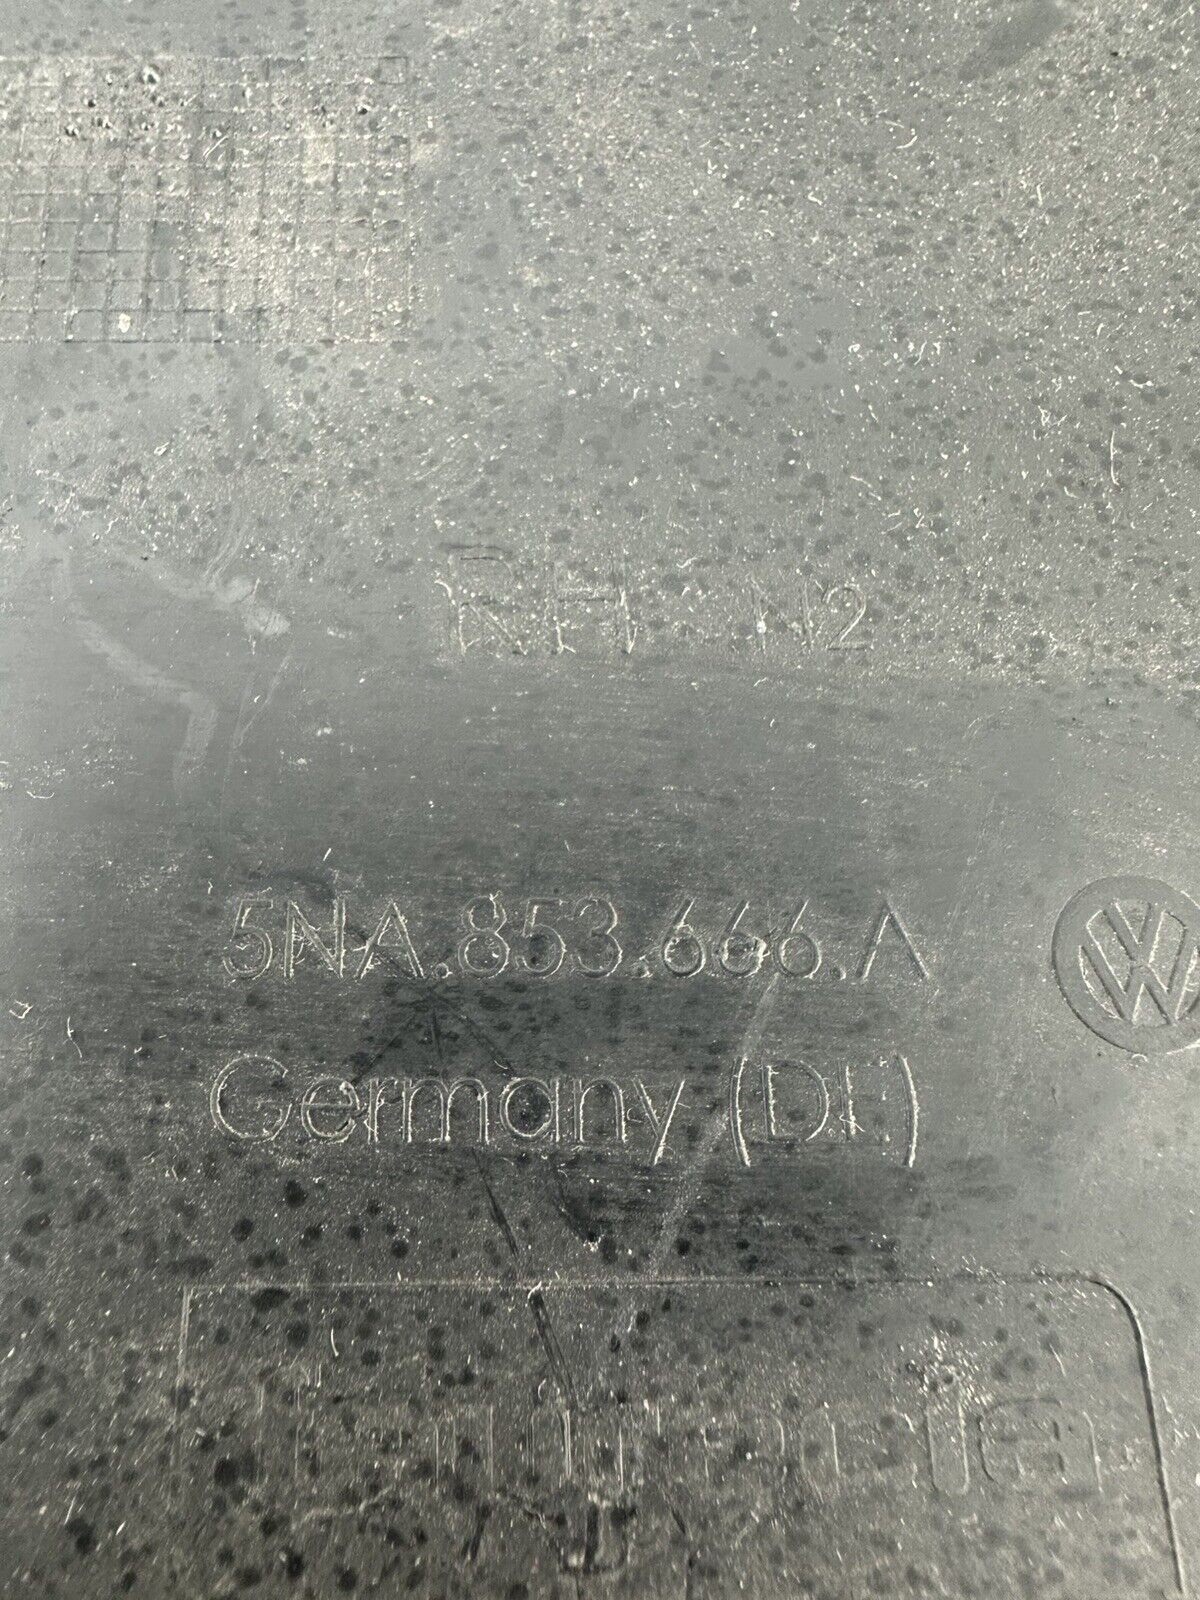 RH N2
5NA.853.666.A
Germany (DE)